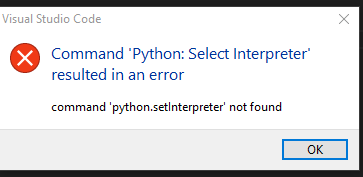 Visual Studio Code
Command 'Python: Select Interpreter'
resulted in an error
command 'python.setInterpreter' not found
OK